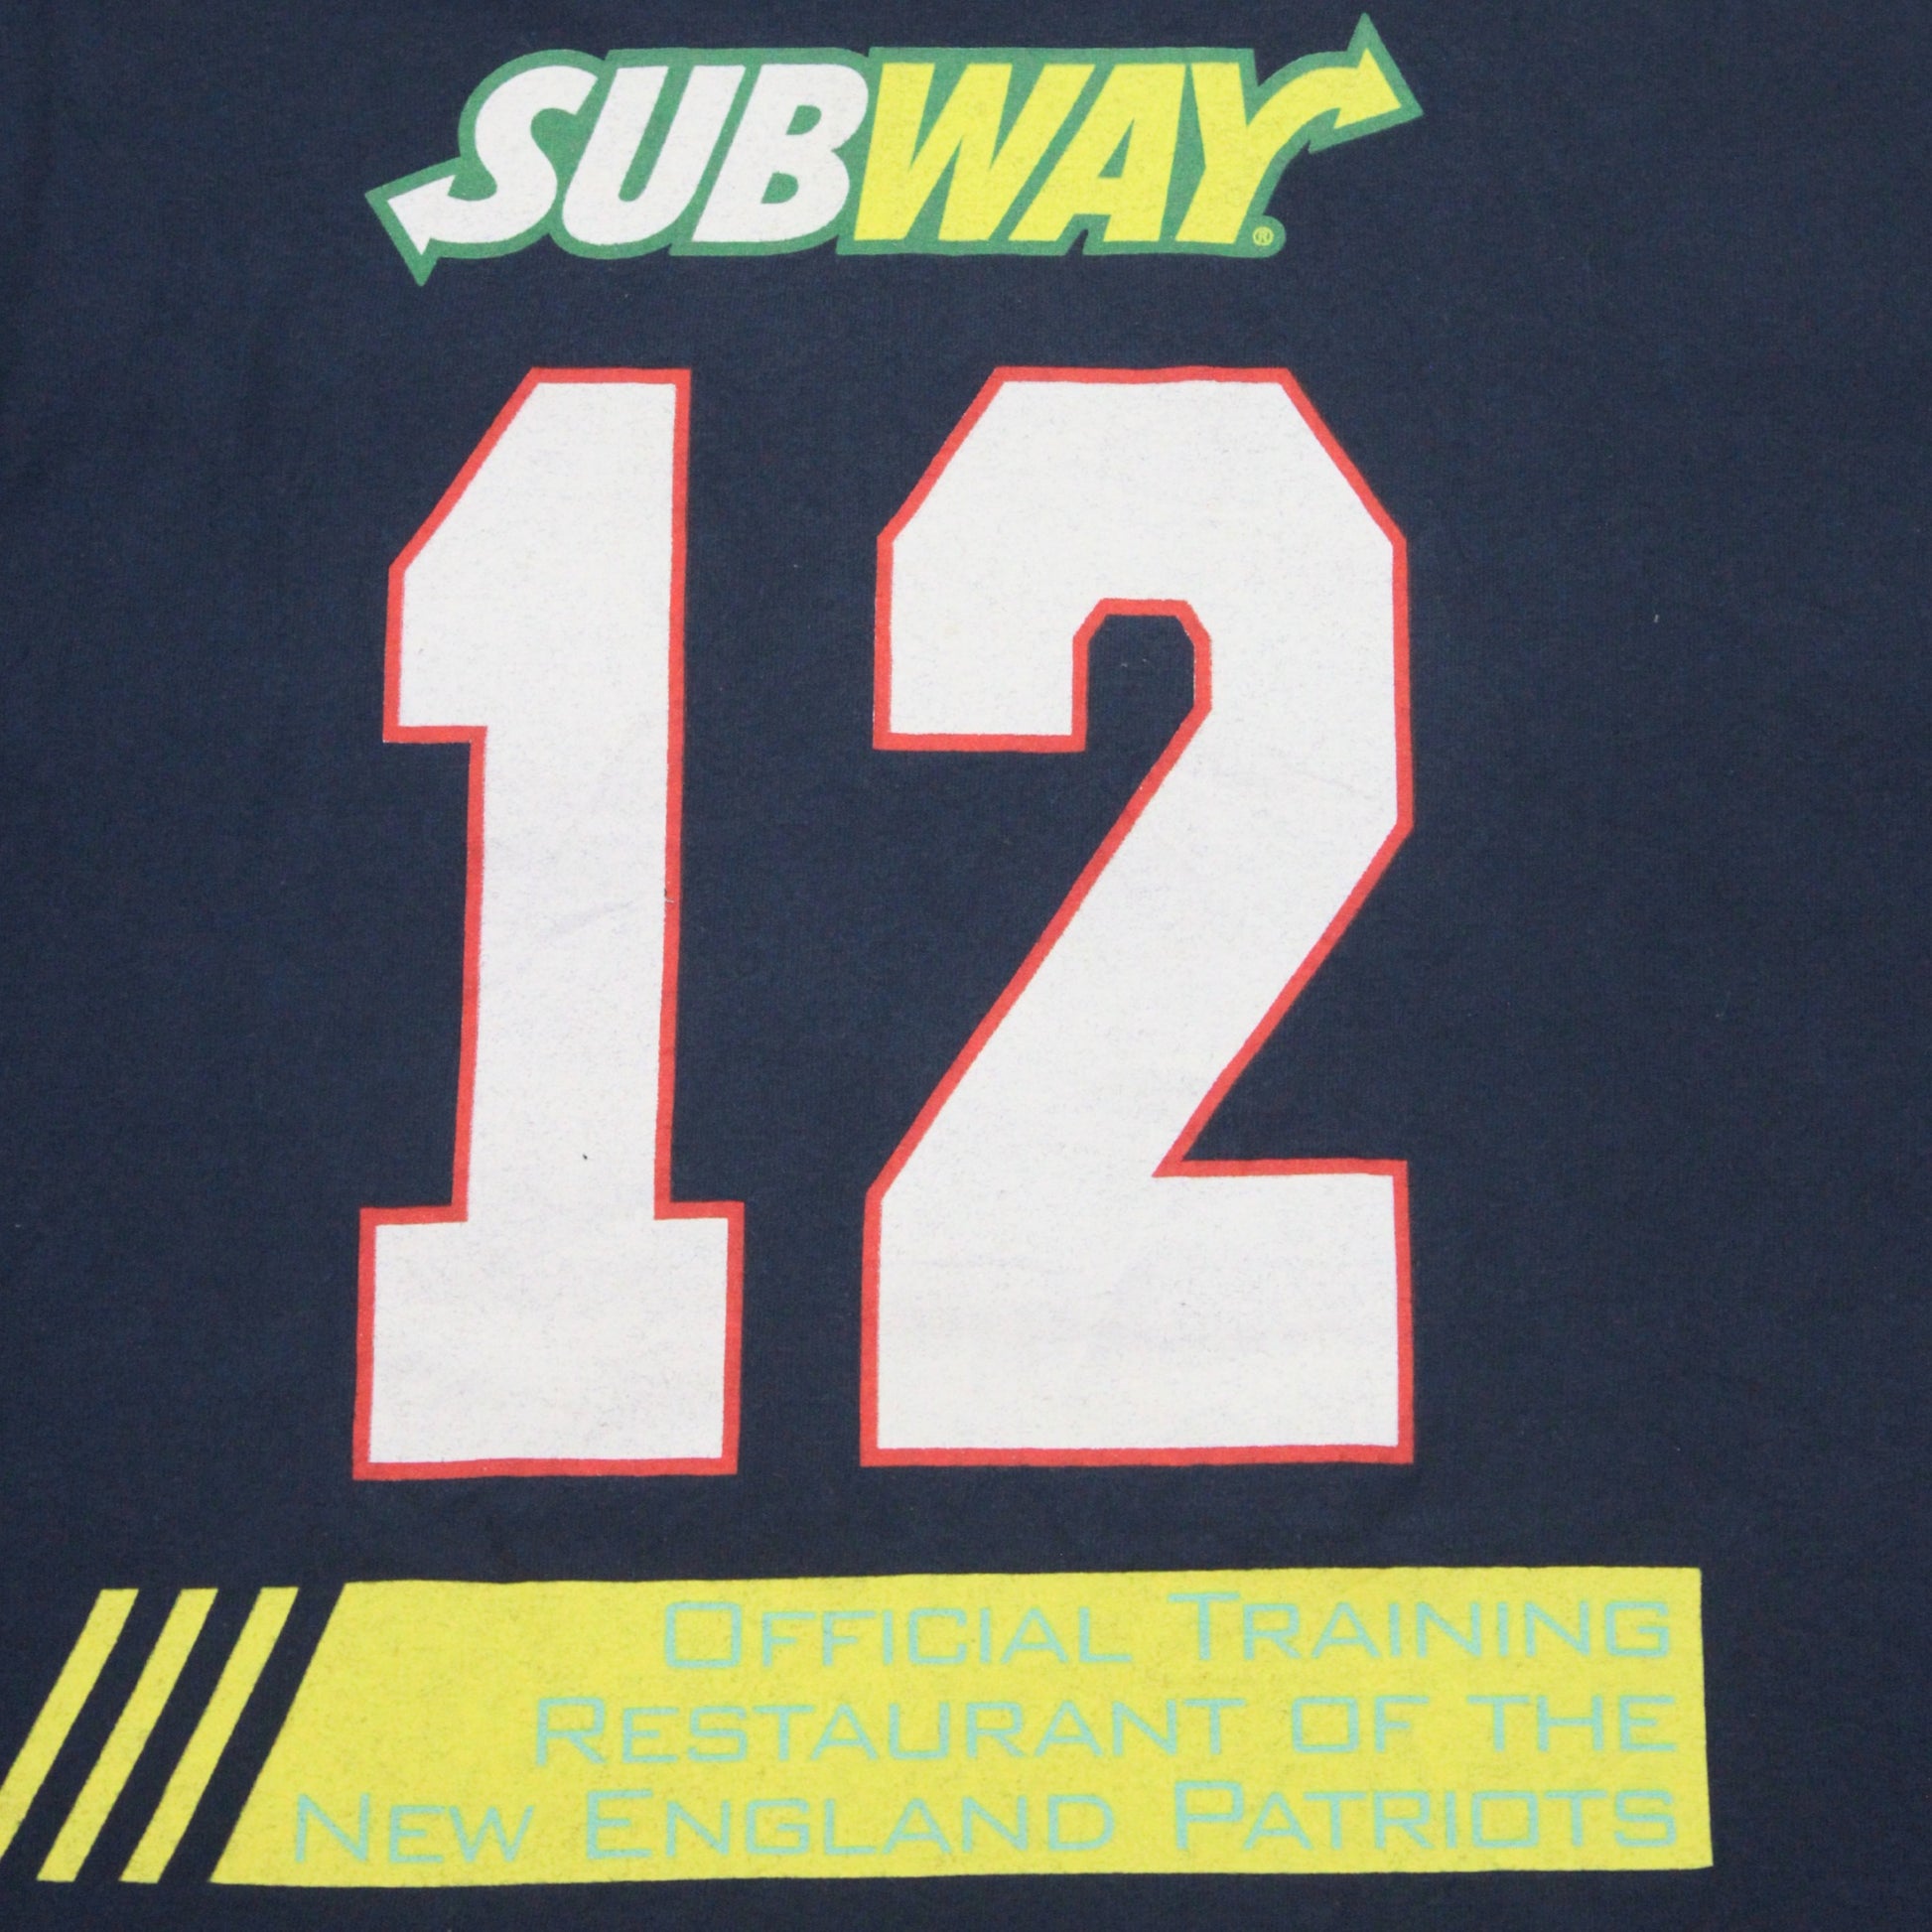 SUBWAY®
12
OFFICIAL TRAINING
RESTAURANT OF THE
NEW ENGLAND PATRIOTS